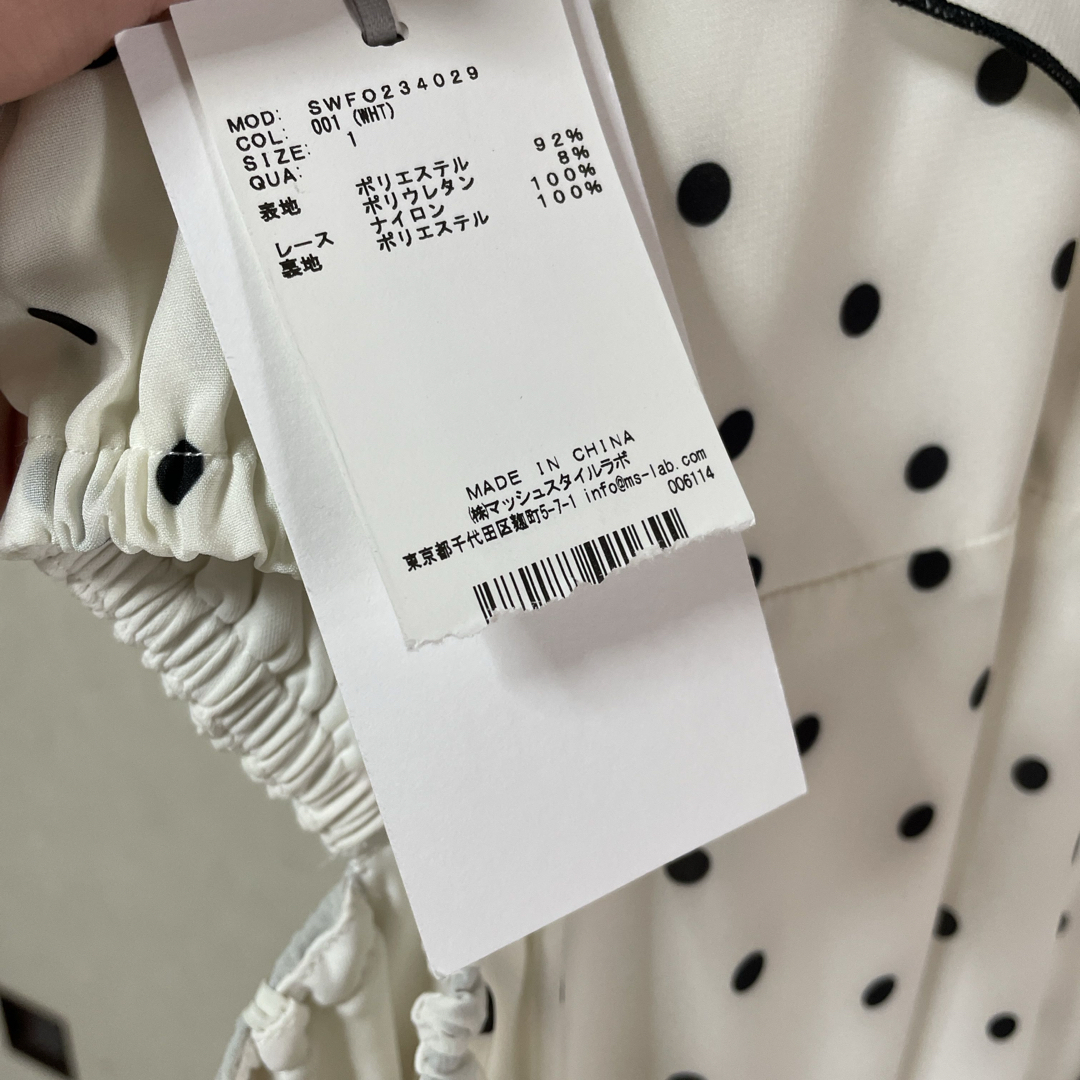 MOD: SWFO234029
COL: 001 (WHT)
SIZE: 1
QUA:
表地 ポリエステル 92%
ポリウレタン 8%
レース ナイロン 100%
裏地 ポリエステル 100%
MADE IN CHINA
㈱マッシュスタイルラボ
東京都千代田区麹町5-7-1 info@ms-lab.com
006114